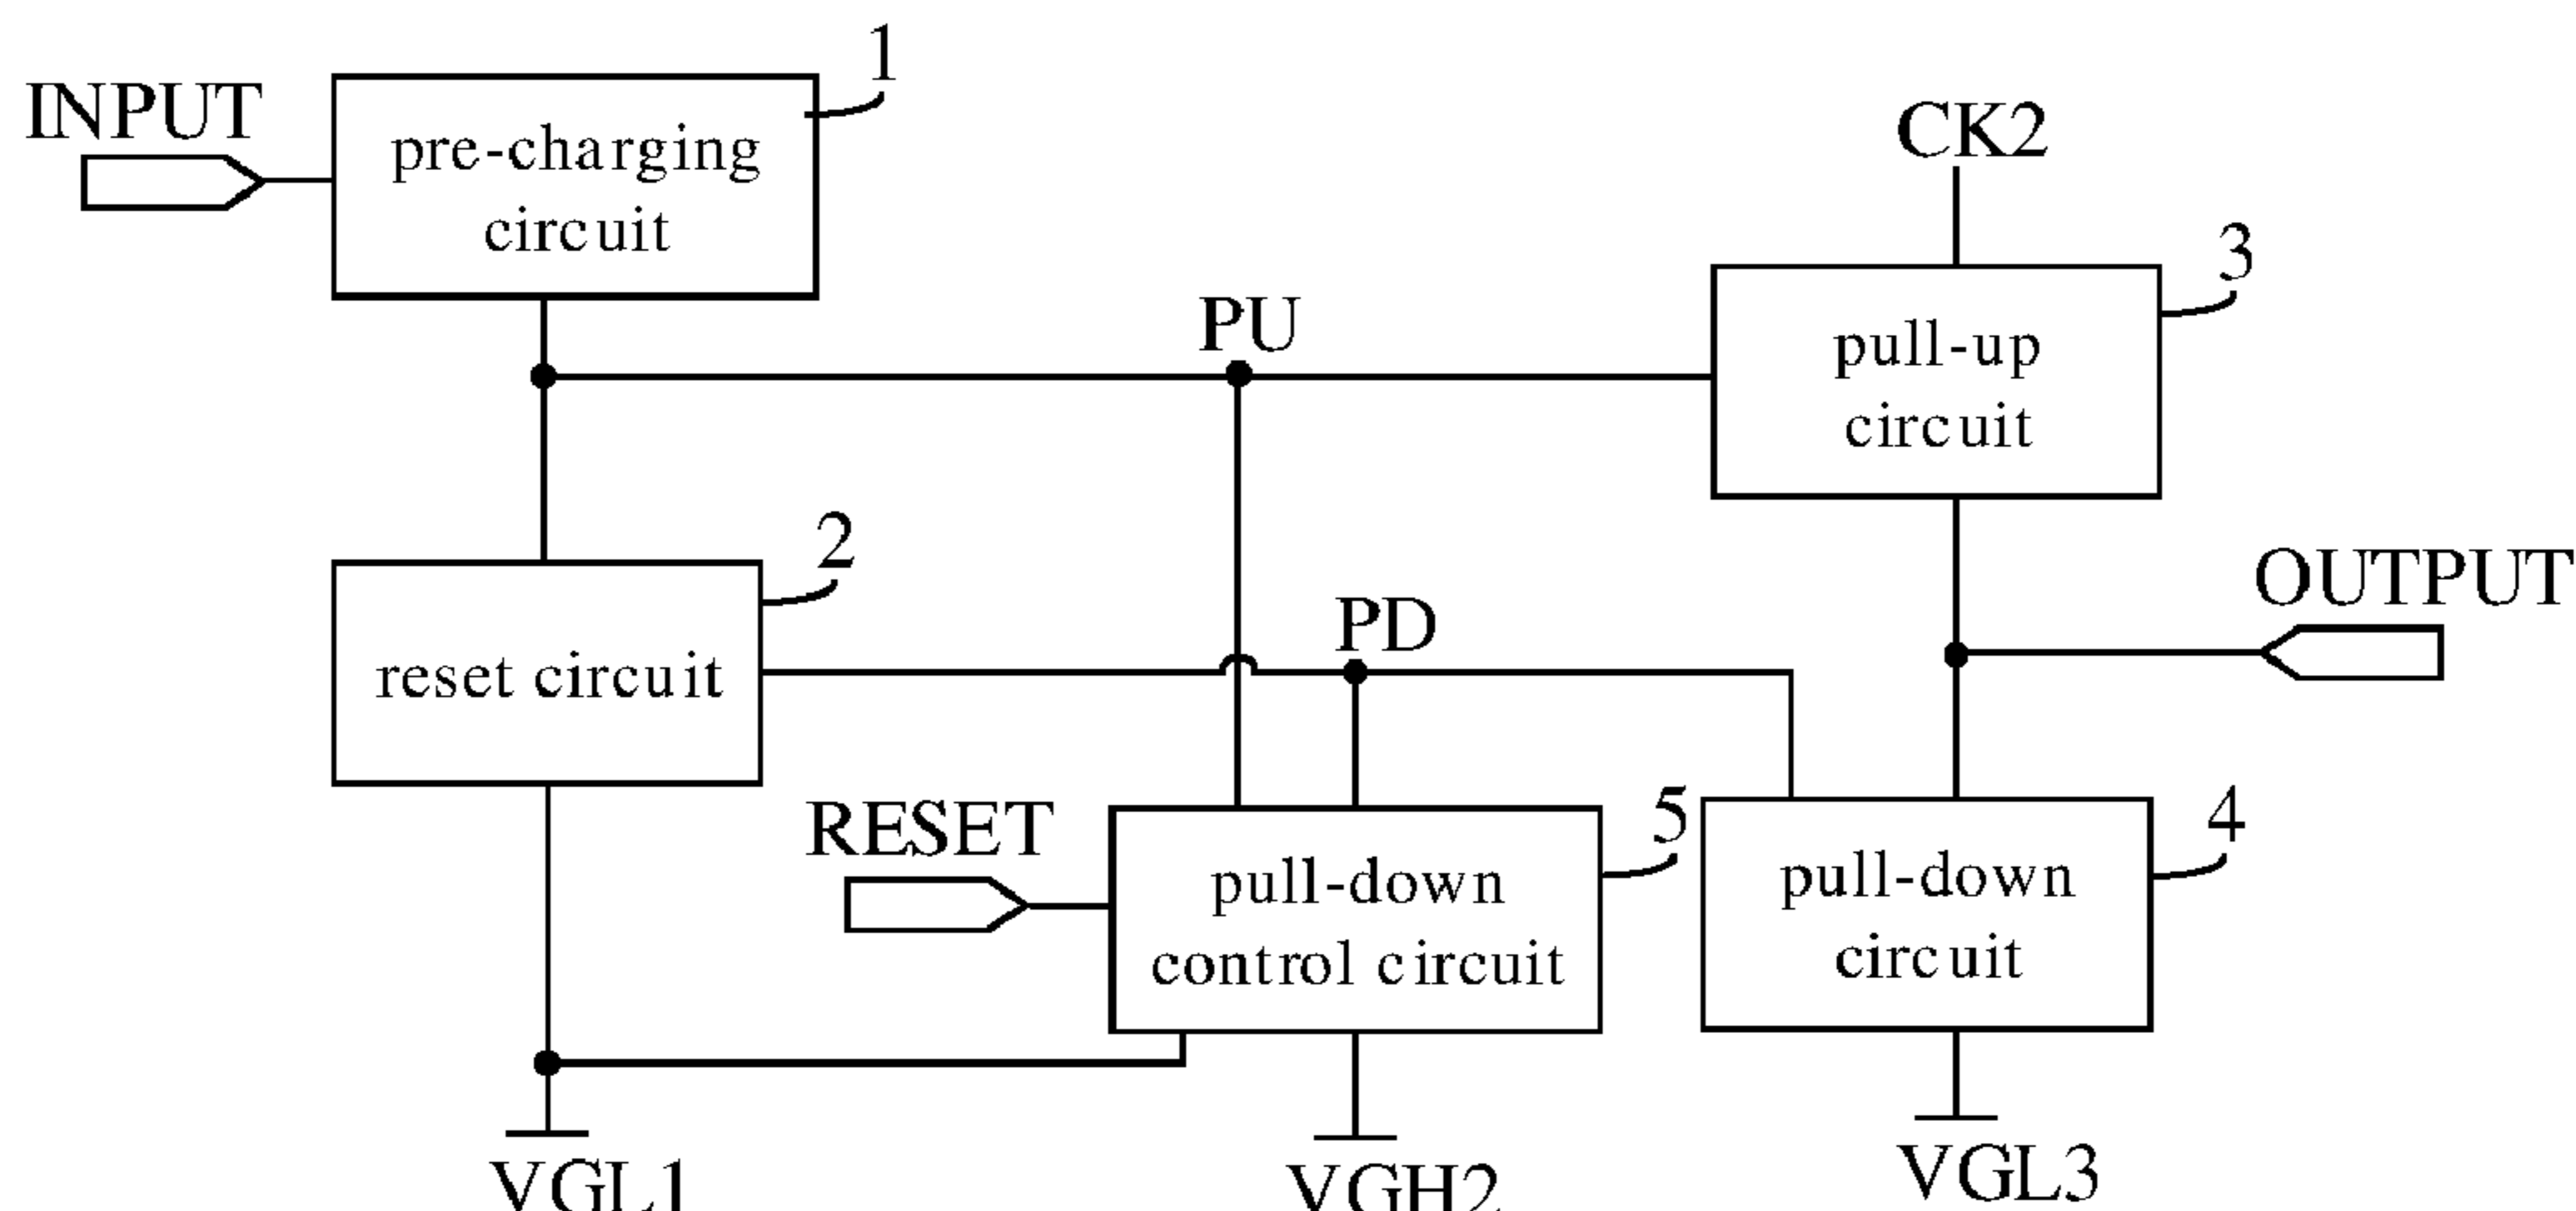 1
INPUT
pre-charging
circuit
CK2
3
PU
pull-up
circuit
2
OUTPUT
PD
reset circuit
RESET
5
4
pull-down
control circuit
pull-down
circuit
VGL1
VGH2
VGL3